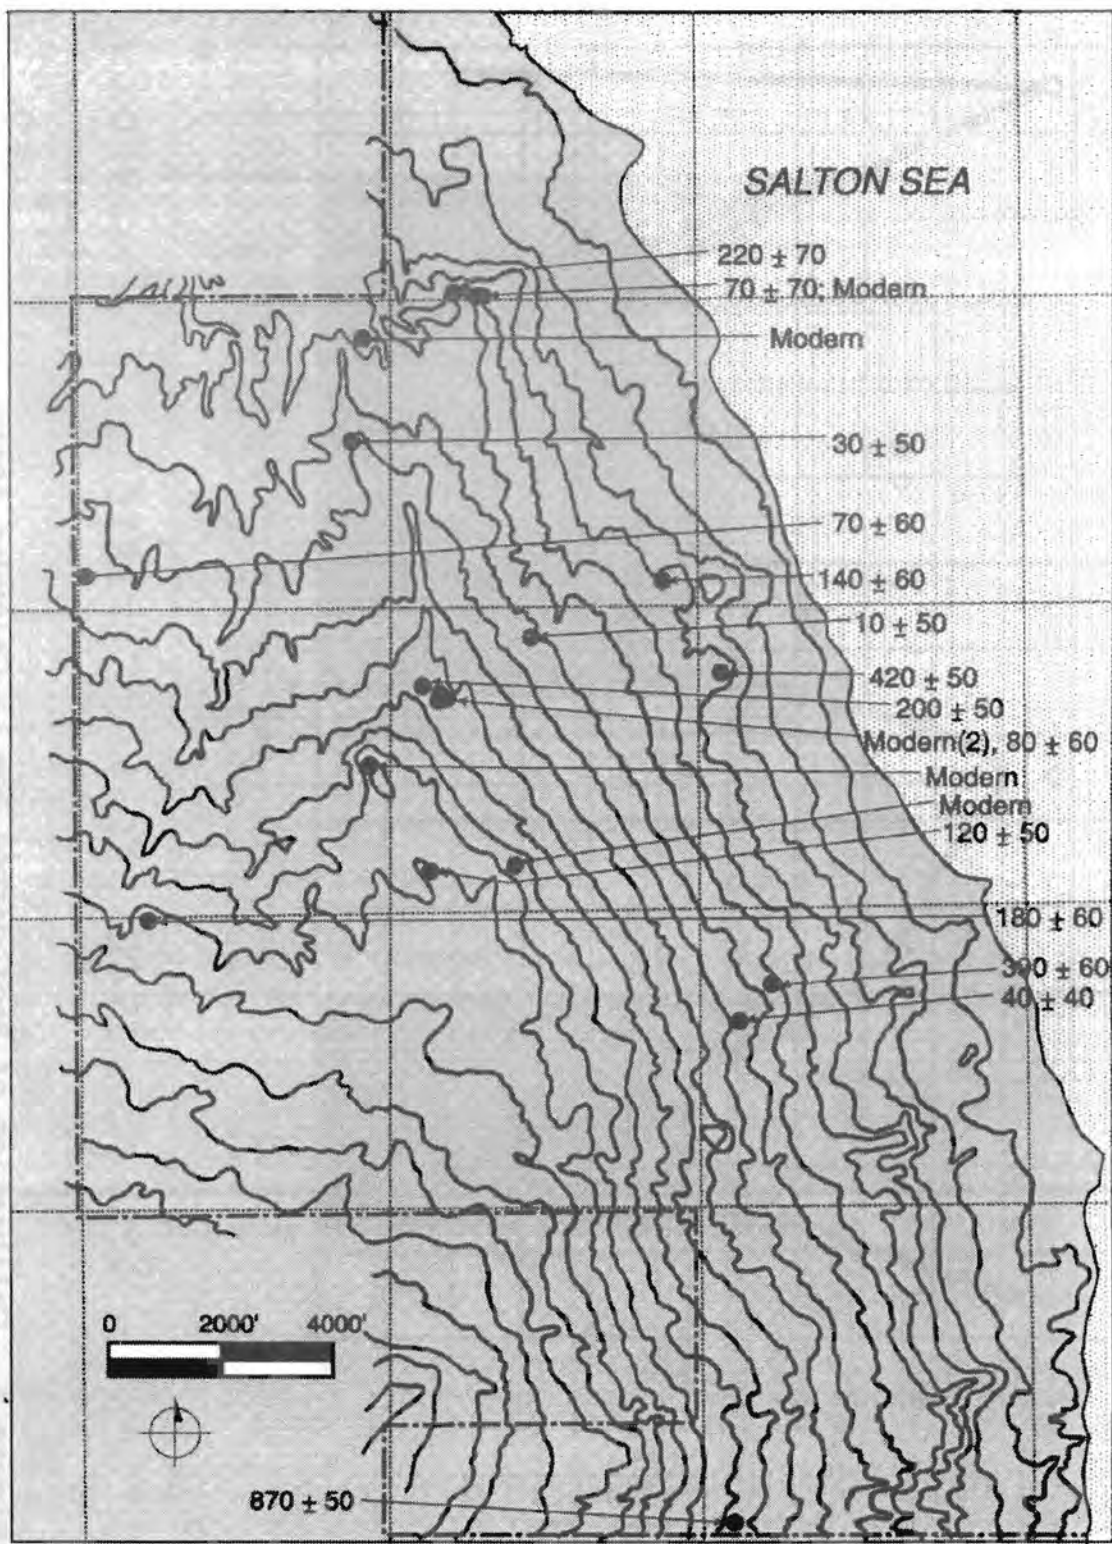 SALTON SEA
220 ± 70
70 ± 70; Modern
Modern
30 ± 50
70 ± 60
140 ± 60
10 ± 50
420 ± 50
200 ± 50
Modern(2), 80 ± 60
Modern
Modern
120 ± 50
180 ± 60
390 ± 60
40 ± 40
0 2000' 4000'
870 ± 50